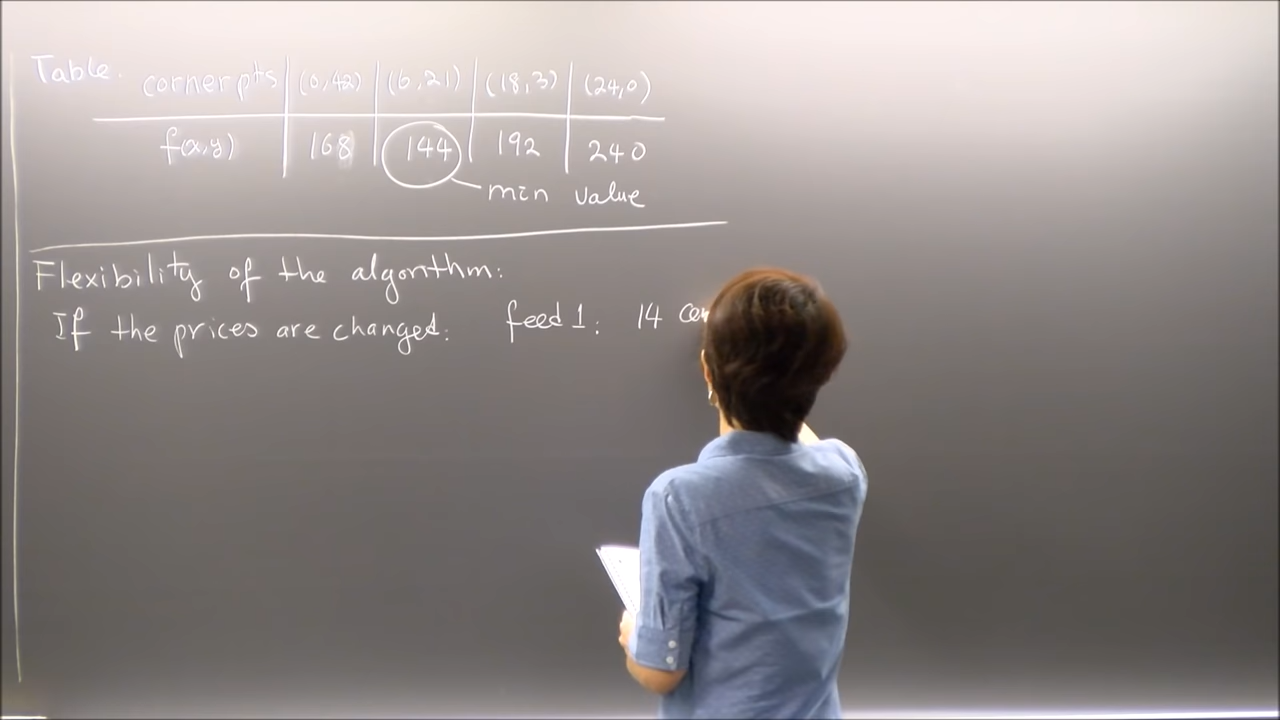 Table.
corner pts (0,42) (6,21) (18,3) (24,0)
f(x,y) 168 144 192 240
min value
Flexibility of the algorithm:
If the prices are changed: feed 1: 14